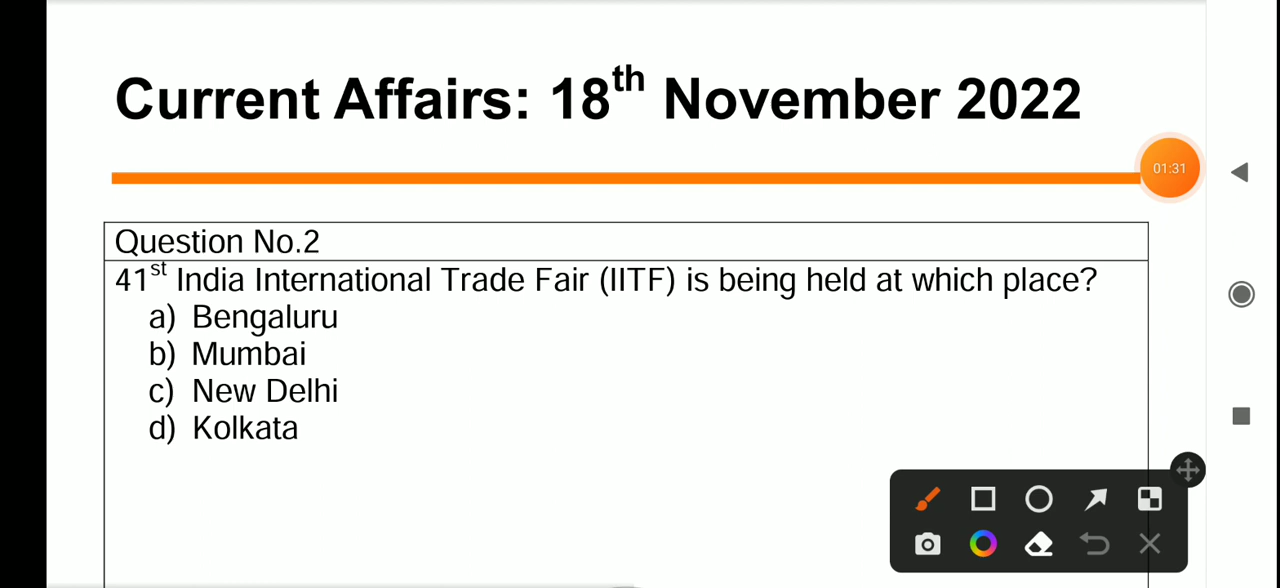 Current Affairs: 18th November 2022
01:31
Question No.2
41st India International Trade Fair (IITF) is being held at which place?
a) Bengaluru
b) Mumbai
c) New Delhi
d) Kolkata